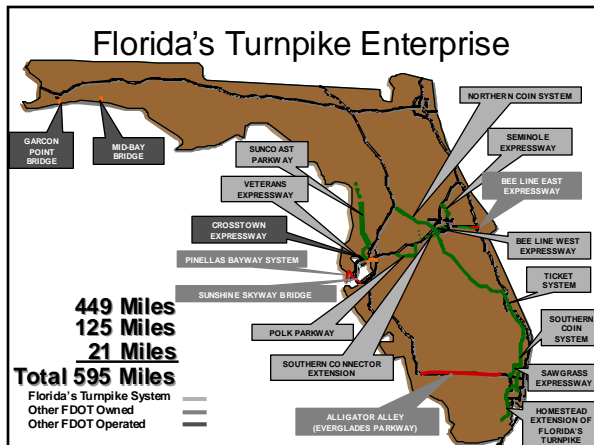 Florida's Turnpike Enterprise
NORTHERN COIN SYSTEM
GARCON
POINT
BRIDGE
MID-BAY
BRIDGE
SUNCOAST
PARKWAY
SEMINOLE
EXPRESSWAY
VETERANS
EXPRESSWAY
BEE LINE EAST
EXPRESSWAY
CROSSTOWN
EXPRESSWAY
BEE LINE WEST
EXPRESSWAY
PINELLAS BAYWAY SYSTEM
SUNSHINE SKYWAY BRIDGE
TICKET
SYSTEM
POLK PARKWAY
SOUTHERN
COIN
SYSTEM
SOUTHERN CONNECTOR
EXTENSION
SAWGRASS
EXPRESSWAY
ALLIGATOR ALLEY
(EVERGLADES PARKWAY)
HOMESTEAD
EXTENSION OF
FLORIDA'S
TURNPIKE
449 Miles
125 Miles
21 Miles
Total 595 Miles
Florida's Turnpike System
Other FDOT Owned
Other FDOT Operated